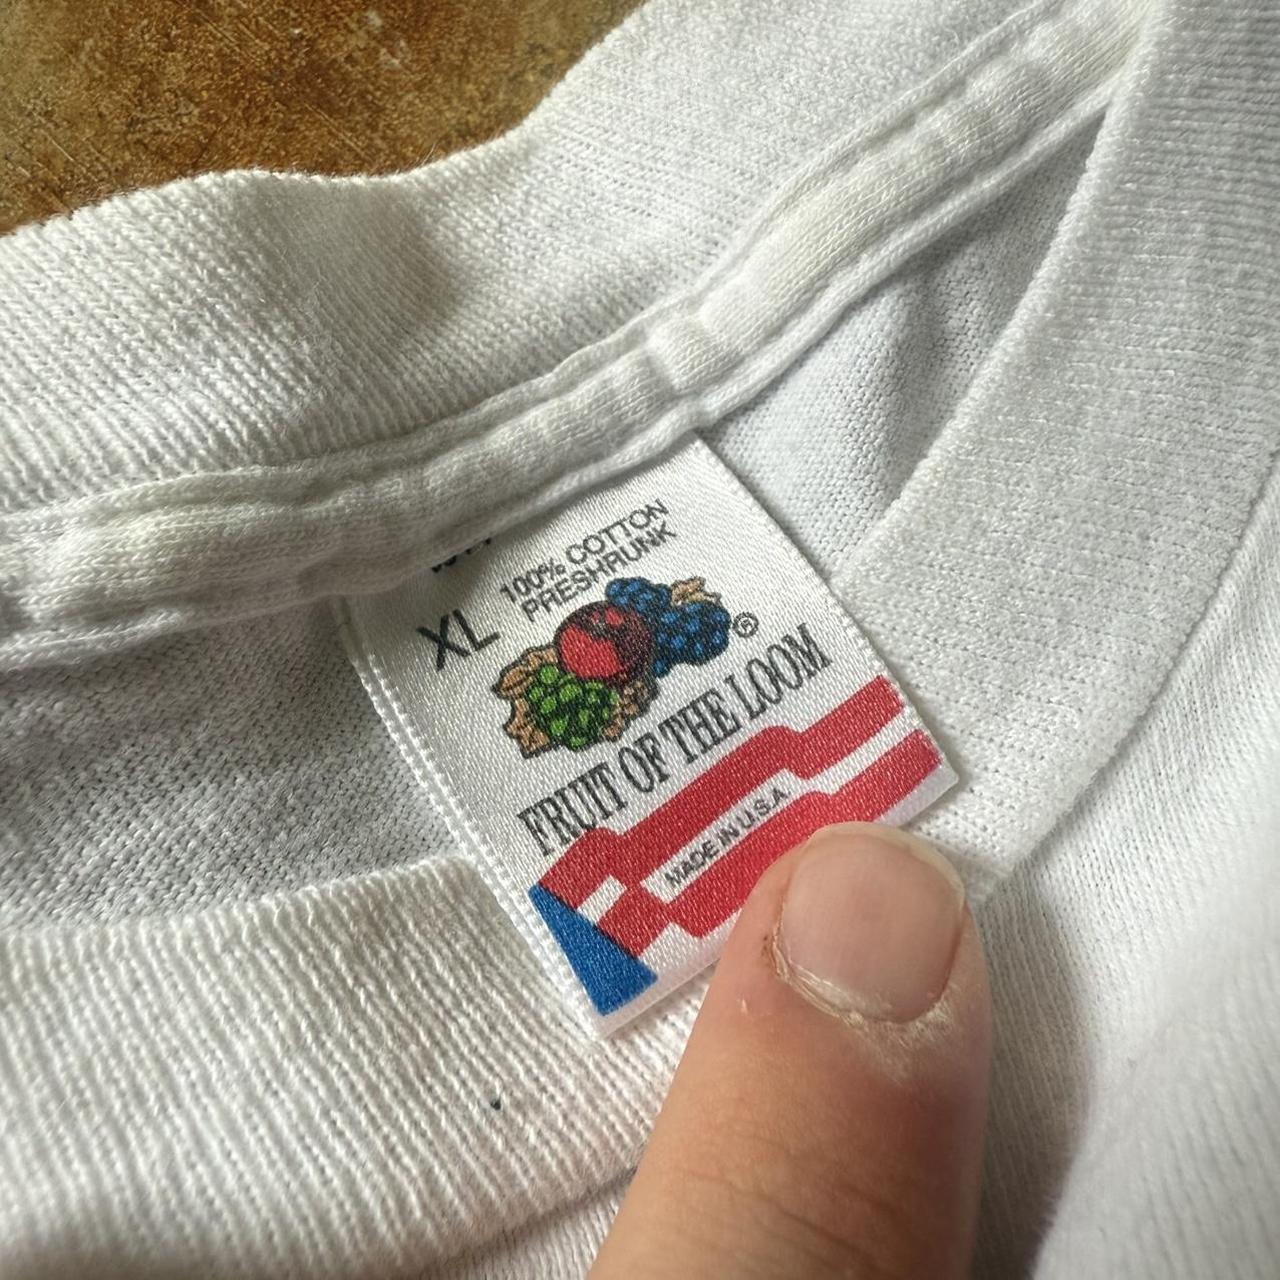 100% COTTON
PRESHRUNK
XL
®
FRUIT OF THE LOOM
MADE IN U.S.A